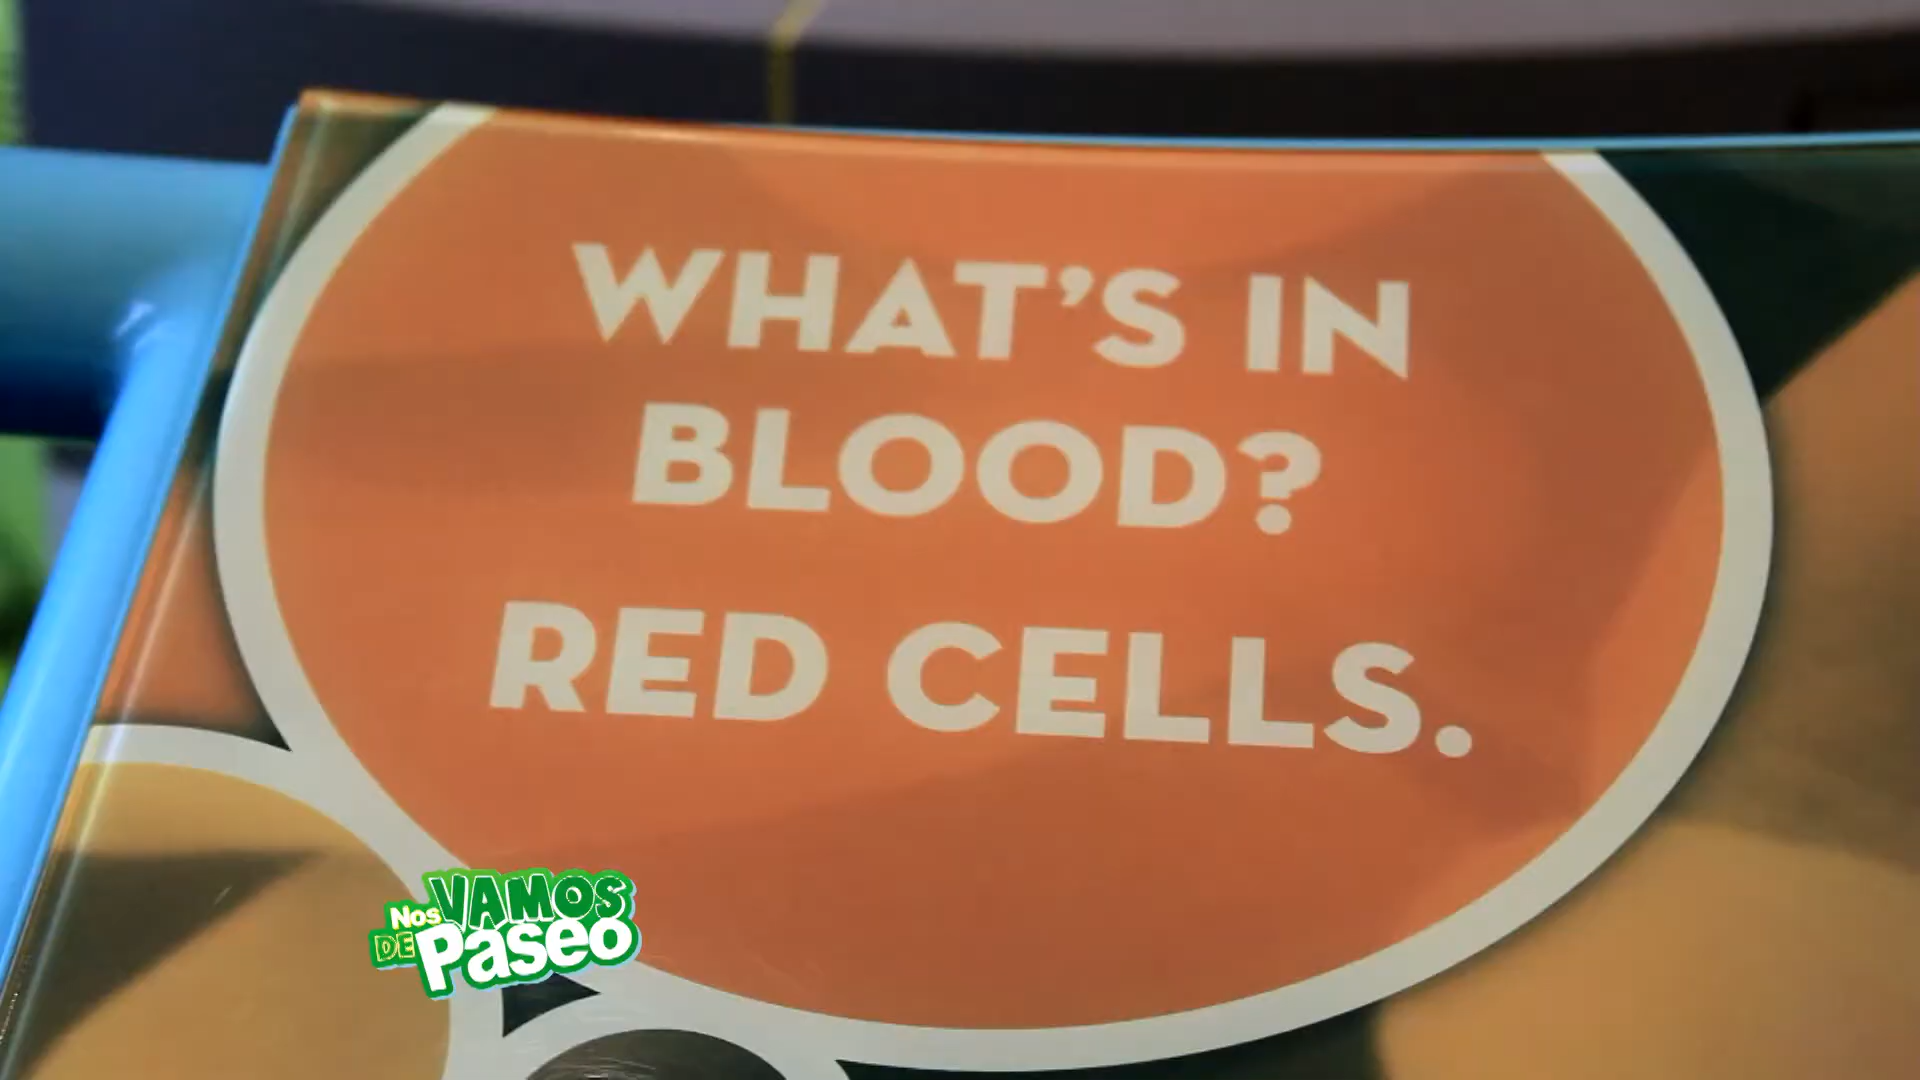 WHAT'S IN
BLOOD?
RED CELLS.
Nos VAMOS
DE Paseo